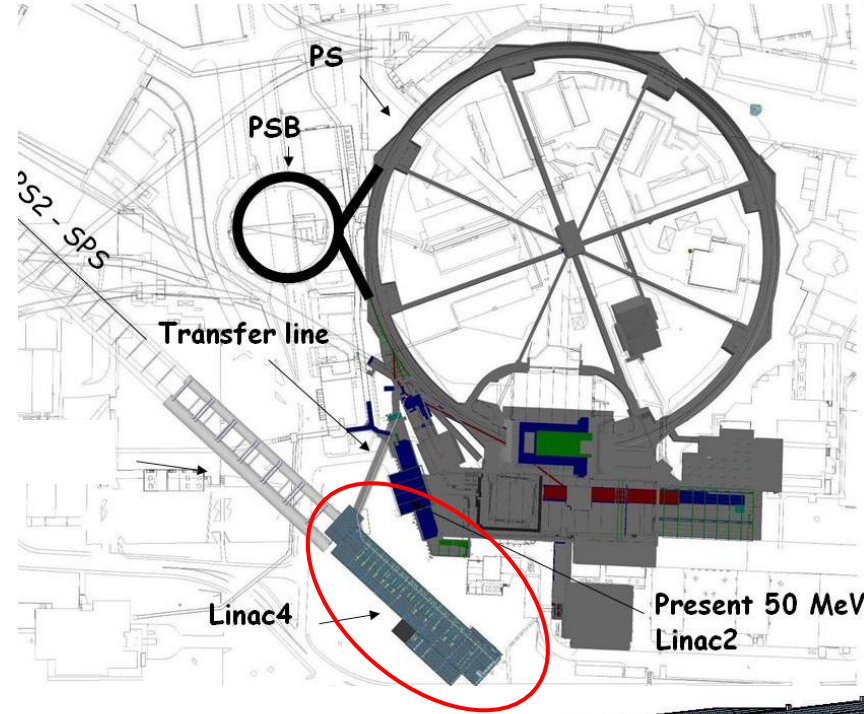 PS
PSB
PS2 - SPS
Transfer line
Linac4
Present 50 MeV
Linac2